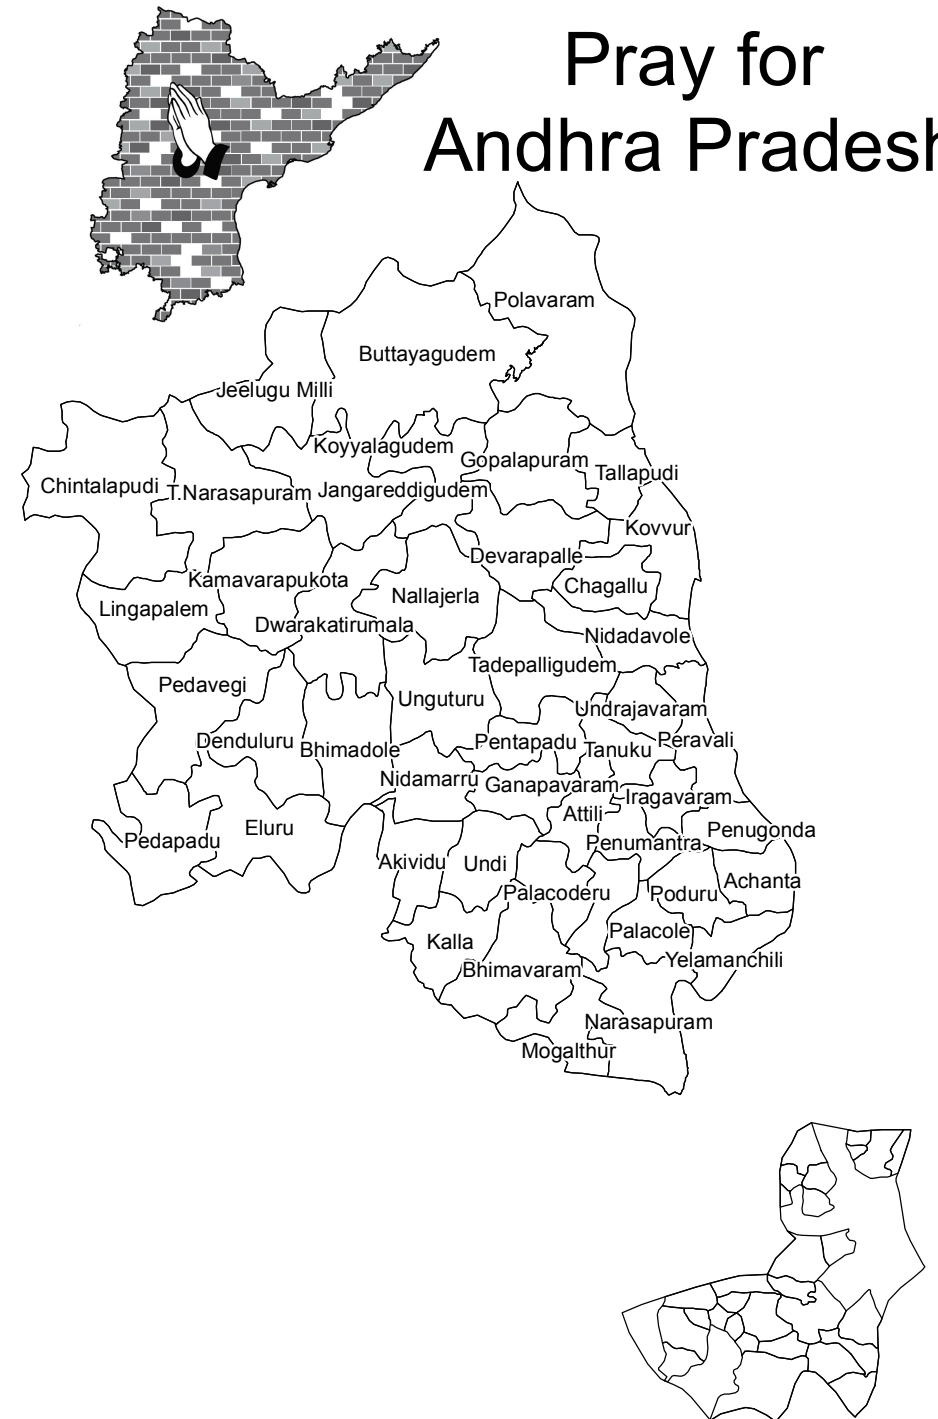 Pray for
Andhra Pradesh
Polavaram
Buttayagudem
Jeelugu Milli
Koyyalagudem
Gopalapuram
Tallapudi
Chintalapudi
T.Narasapuram
Jangareddigudem
Kovvur
Devarapalle
Kamavarapukota
Chagallu
Nallajerla
Lingapalem
Dwarakatirumala
Nidadavole
Tadepalligudem
Pedavegi
Unguturu
Undrajavaram
Denduluru
Bhimadole
Pentapadu
Tanuku
Peravali
Nidamarru
Ganapavaram
Iragavaram
Attili
Pedapadu
Eluru
Penumantra
Penugonda
Akividu
Undi
Palacoderu
Poduru
Achanta
Kalla
Palacole
Bhimavaram
Yelamanchili
Narasapuram
Mogalthur